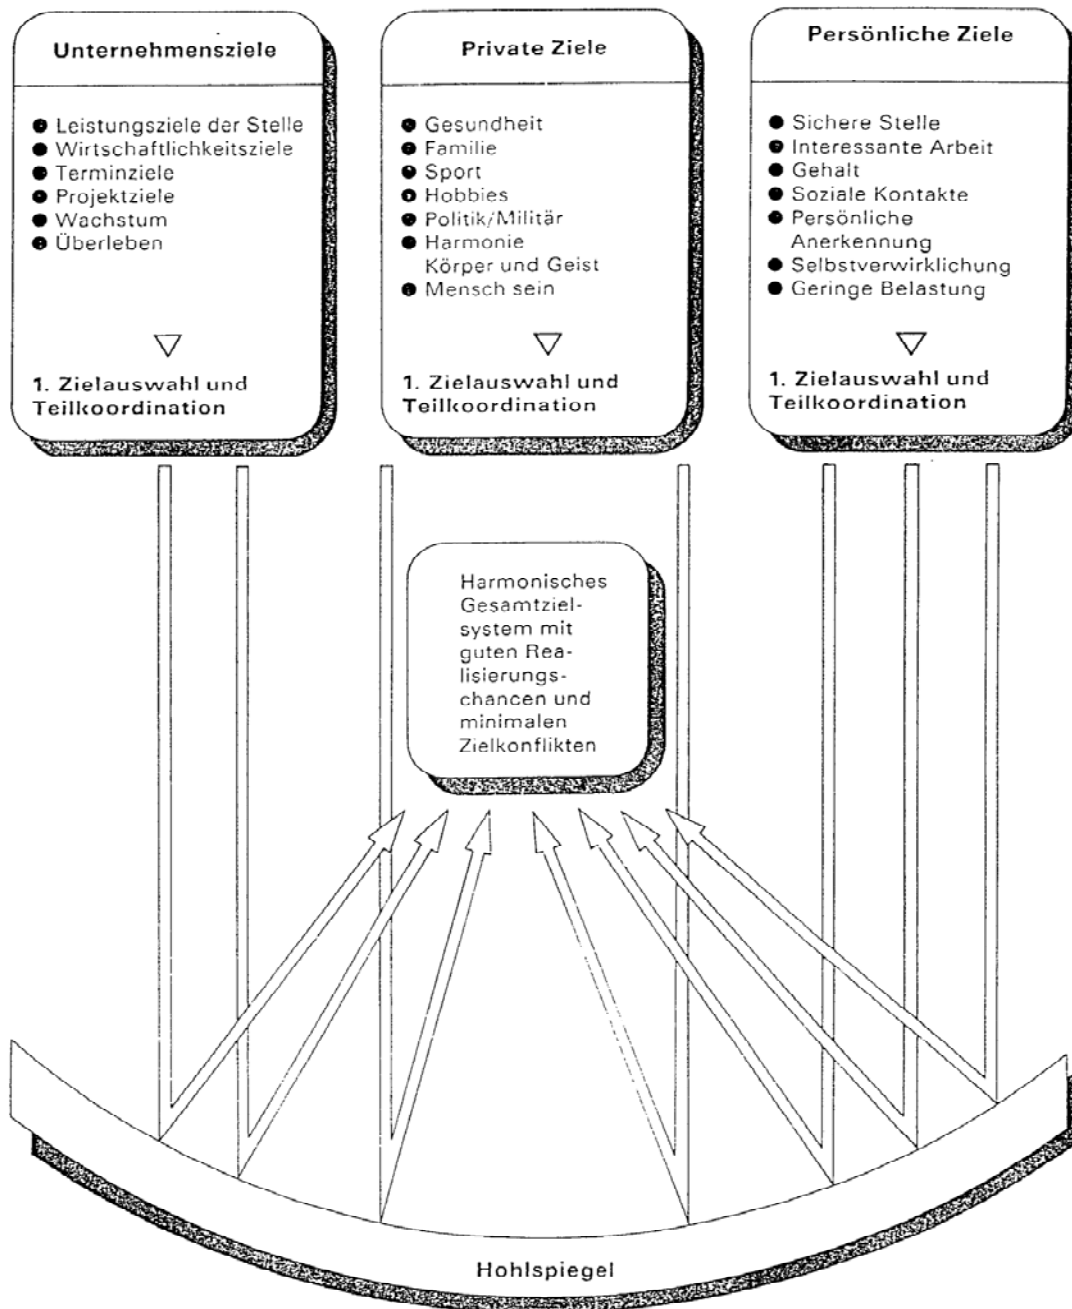 Unternehmensziele
● Leistungsziele der Stelle
● Wirtschaftlichkeitsziele
● Terminziele
● Projektziele
● Wachstum
● Überleben
1. Zielauswahl und
Teilkoordination
Private Ziele
● Gesundheit
● Familie
● Sport
● Hobbies
● Politik/Militär
● Harmonie
Körper und Geist
● Mensch sein
1. Zielauswahl und
Teilkoordination
Persönliche Ziele
● Sichere Stelle
● Interessante Arbeit
● Gehalt
● Soziale Kontakte
● Persönliche
Anerkennung
● Selbstverwirklichung
● Geringe Belastung
1. Zielauswahl und
Teilkoordination
Harmonisches
Gesamtziel-
system mit
guten Rea-
lisierungs-
chancen und
minimalen
Zielkonflikten
Hohlspiegel